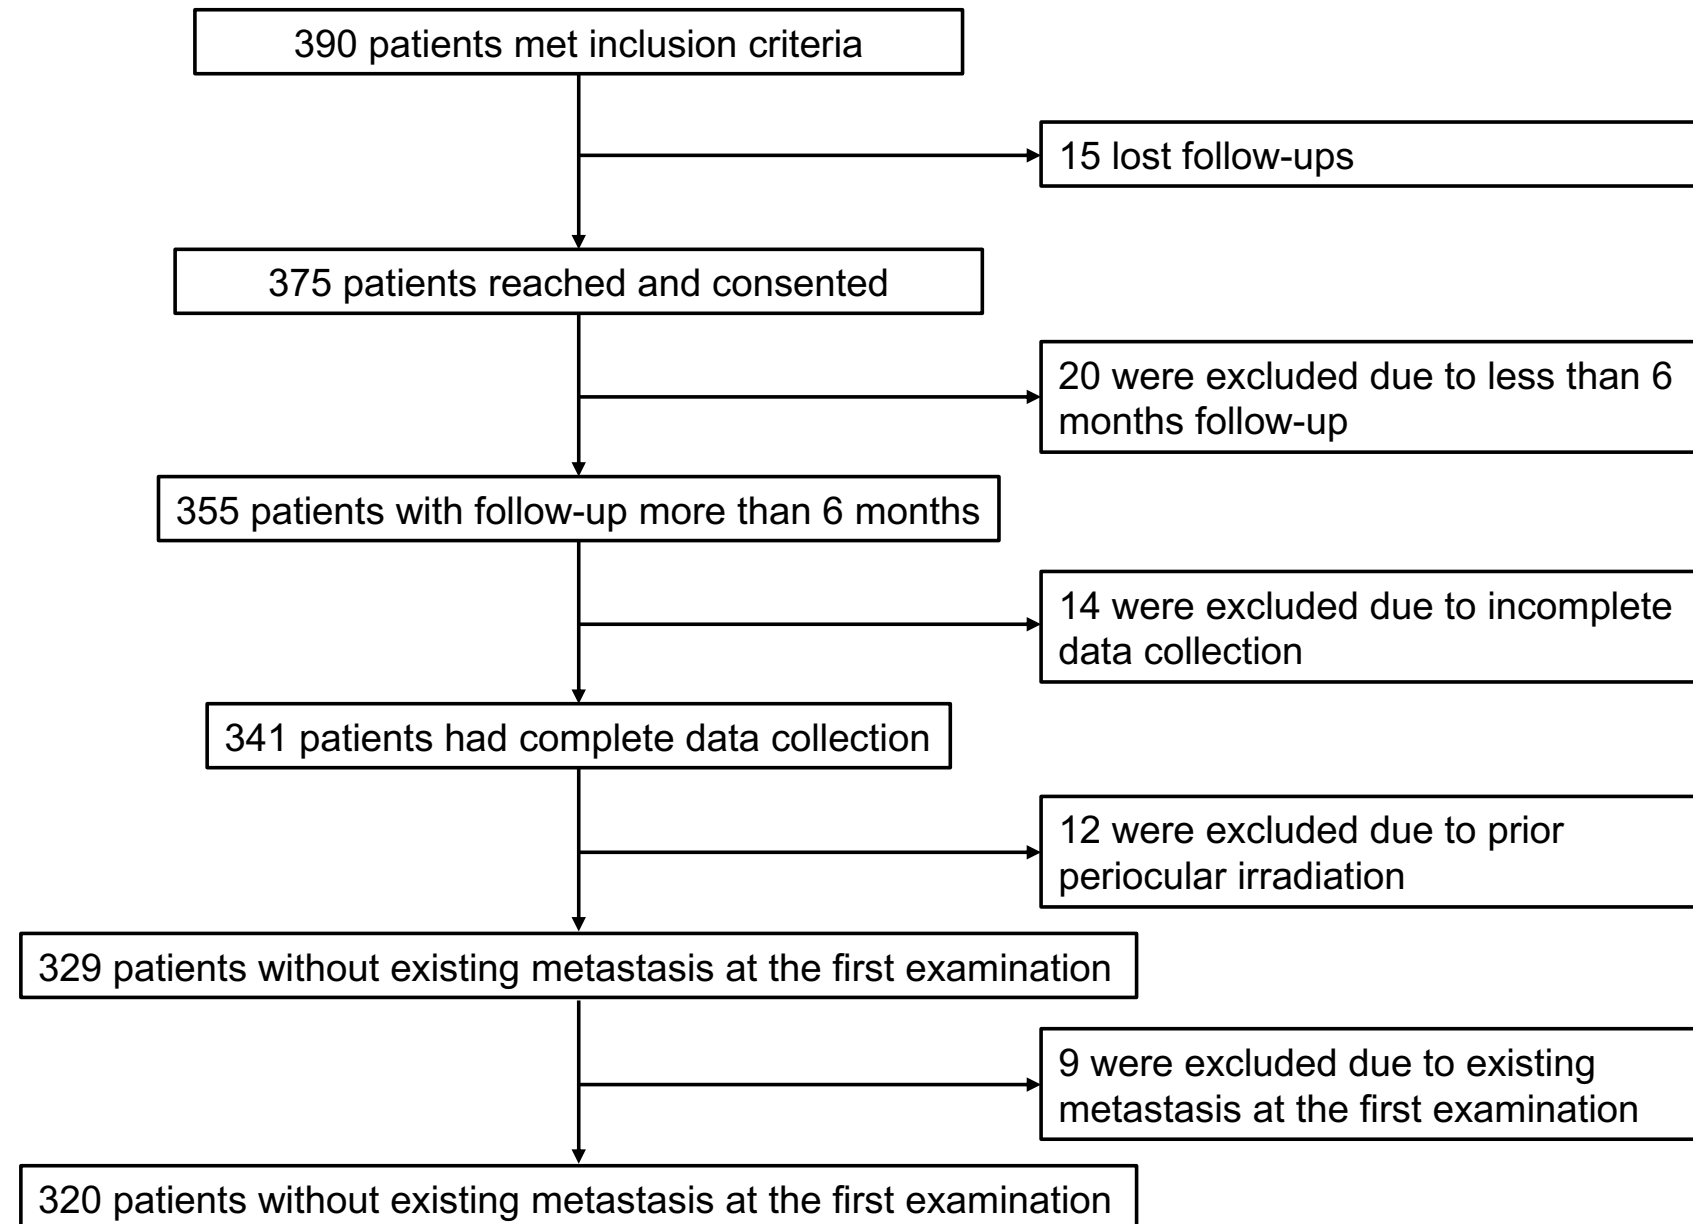 390 patients met inclusion criteria
15 lost follow-ups
375 patients reached and consented
20 were excluded due to less than 6
months follow-up
355 patients with follow-up more than 6 months
14 were excluded due to incomplete
data collection
341 patients had complete data collection
12 were excluded due to prior
periocular irradiation
329 patients without existing metastasis at the first examination
9 were excluded due to existing
metastasis at the first examination
320 patients without existing metastasis at the first examination